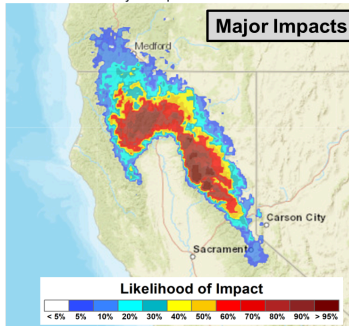 Major Impacts
Medford
Carson City
Sacramento
Likelihood of Impact
< 5% 5% 10% 20% 30% 40% 50% 60% 70% 80% 90% > 95%